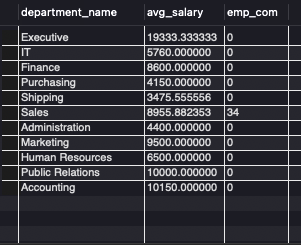 department_name avg_salary emp_com
Executive 19333.333333 0
IT 5760.000000 0
Finance 8600.000000 0
Purchasing 4150.000000 0
Shipping 3475.555556 0
Sales 8955.882353 34
Administration 4400.000000 0
Marketing 9500.000000 0
Human Resources 6500.000000 0
Public Relations 10000.000000 0
Accounting 10150.000000 0